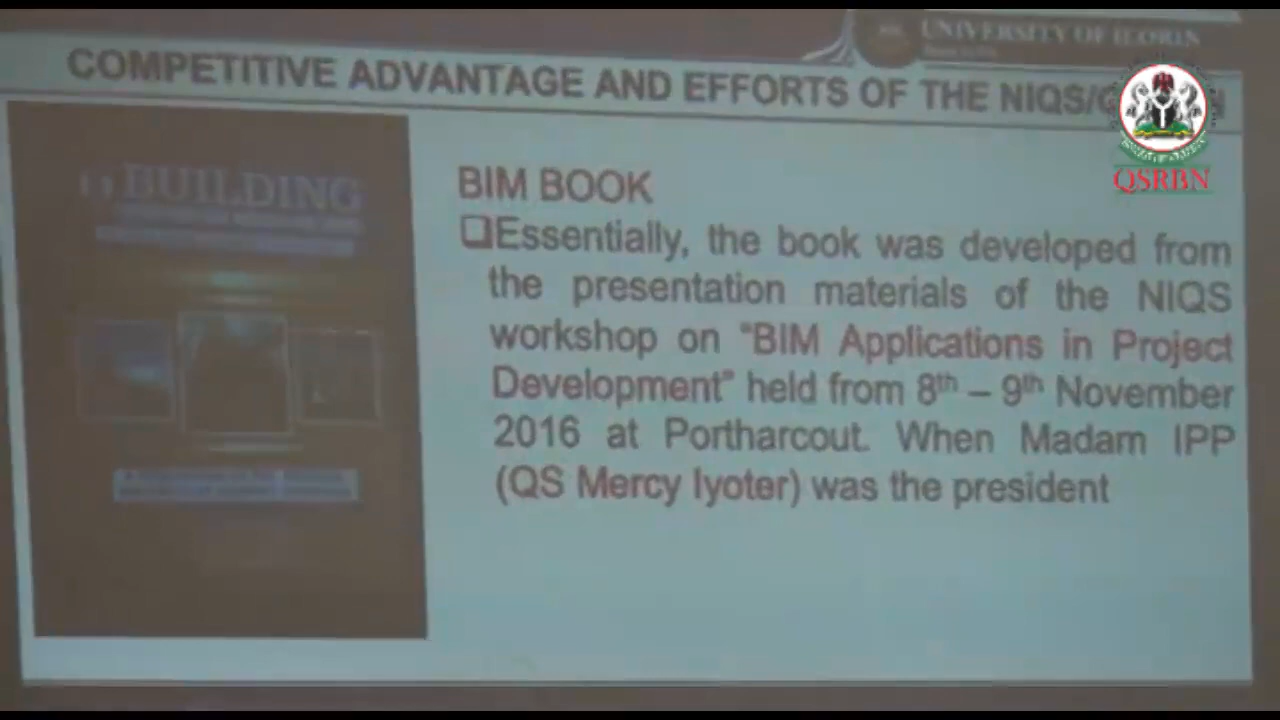 UNIVERSITY OF ILORIN
COMPETITIVE ADVANTAGE AND EFFORTS OF THE NIQS/
QSRBN
BUILDING
BIM BOOK
❑Essentially, the book was developed from
the presentation materials of the NIQS
workshop on "BIM Applications in Project
Development" held from 8th – 9th November
2016 at Portharcout. When Madam IPP
(QS Mercy Iyoter) was the president